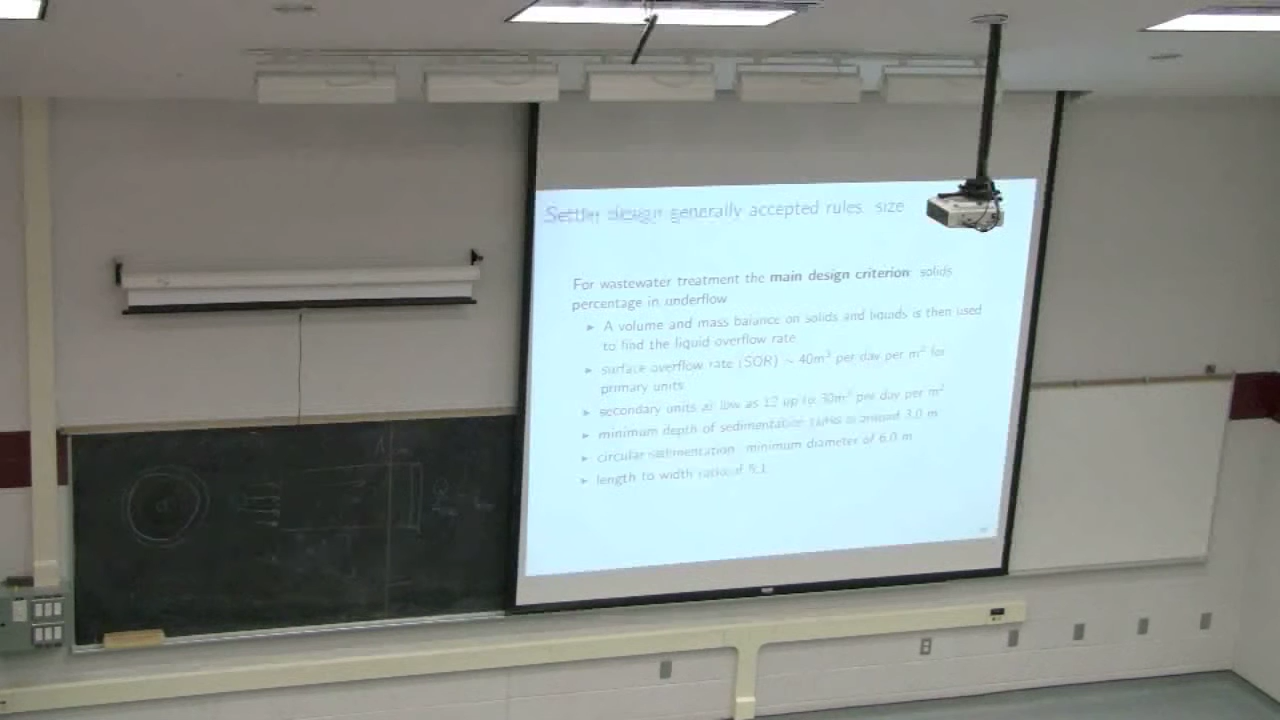 Settler design generally accepted rules: size
For wastewater treatment the main design criterion: solids
percentage in underflow
▸ A volume and mass balance on solids and liquids is then used
to find the liquid overflow rate
▸ surface overflow rate (SOR) ~ 40m³ per day per m² for
primary units
▸ secondary units as low as 12 up to 30m³ per day per m²
▸ minimum depth of sedimentation tanks is around 3.0 m
▸ circular sedimentation: minimum diameter of 6.0 m
▸ length to width ratio of 5:1